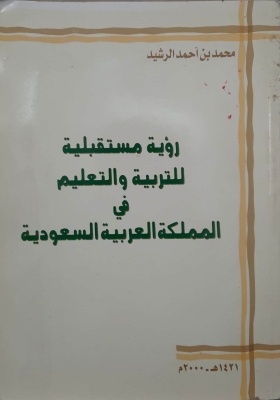 محمد بن أحمد الرشيد
رؤية مستقبلية
للتربية والتعليم
في
المملكة العربية السعودية
١٤٢١هـ - ٢٠٠٠م